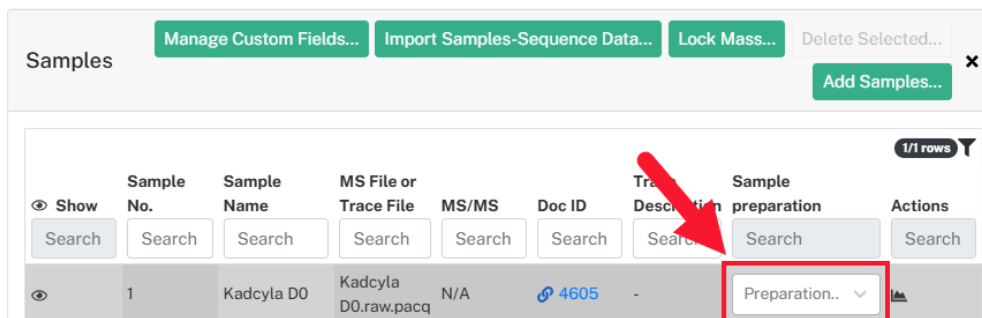 Samples
Manage Custom Fields... Import Samples-Sequence Data... Lock Mass... Delete Selected...
Add Samples...
1/1 rows
Show
Sample No.
Sample Name
MS File or Trace File
MS/MS
Doc ID
Description
Sample preparation
Actions
Search Search Search Search Search Search Search Search Search
1 Kadcyla D0 Kadcyla D0.raw.pacq N/A 4605 - Preparation..